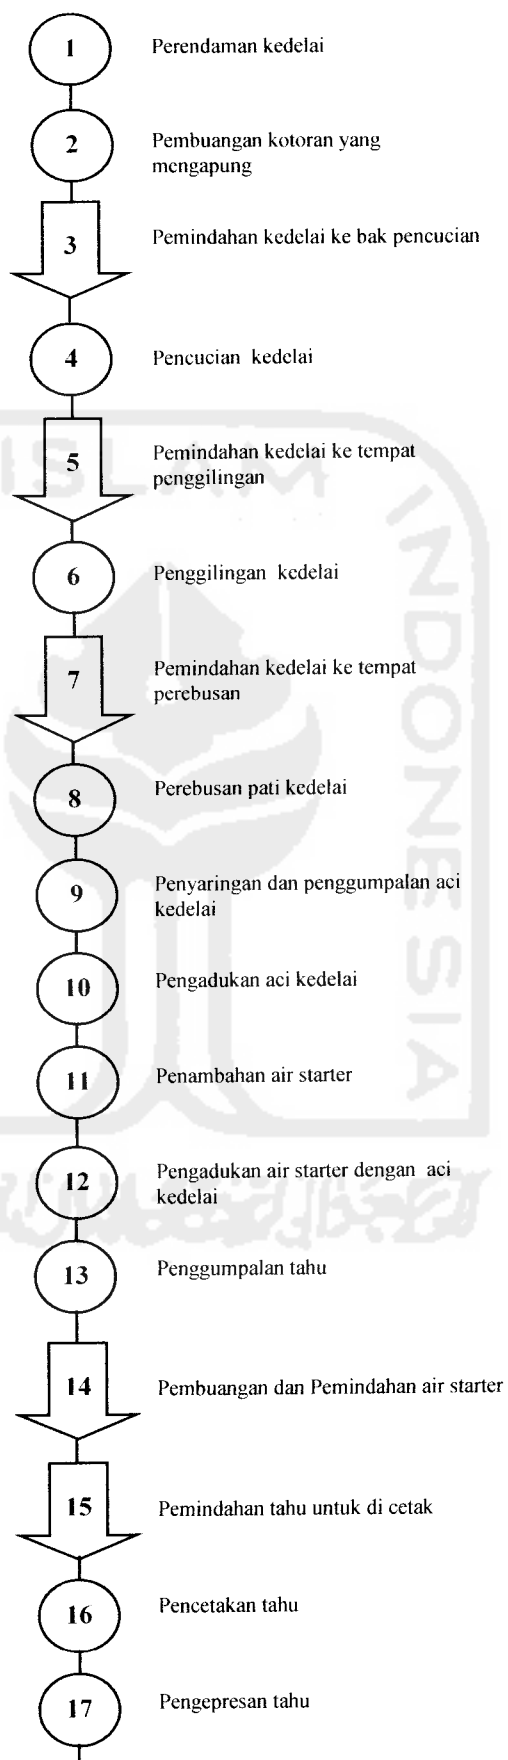 1 Perendaman kedelai
2 Pembuangan kotoran yang
mengapung
3 Pemindahan kedelai ke bak pencucian
4 Pencucian kedelai
ISLAM
INDONESIA
5 Pemindahan kedelai ke tempat
penggilingan
6 Penggilingan kedelai
7 Pemindahan kedelai ke tempat
perebusan
8 Perebusan pati kedelai
9 Penyaringan dan penggumpalan aci
kedelai
10 Pengadukan aci kedelai
11 Penambahan air starter
12 Pengadukan air starter dengan aci
kedelai
13 Penggumpalan tahu
14 Pembuangan dan Pemindahan air starter
15 Pemindahan tahu untuk di cetak
16 Pencetakan tahu
17 Pengepresan tahu